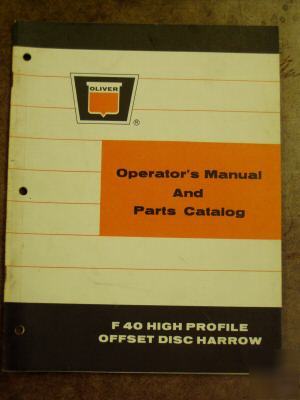 OLIVER
®
Operator's Manual
And
Parts Catalog
F 40 HIGH PROFILE
OFFSET DISC HARROW